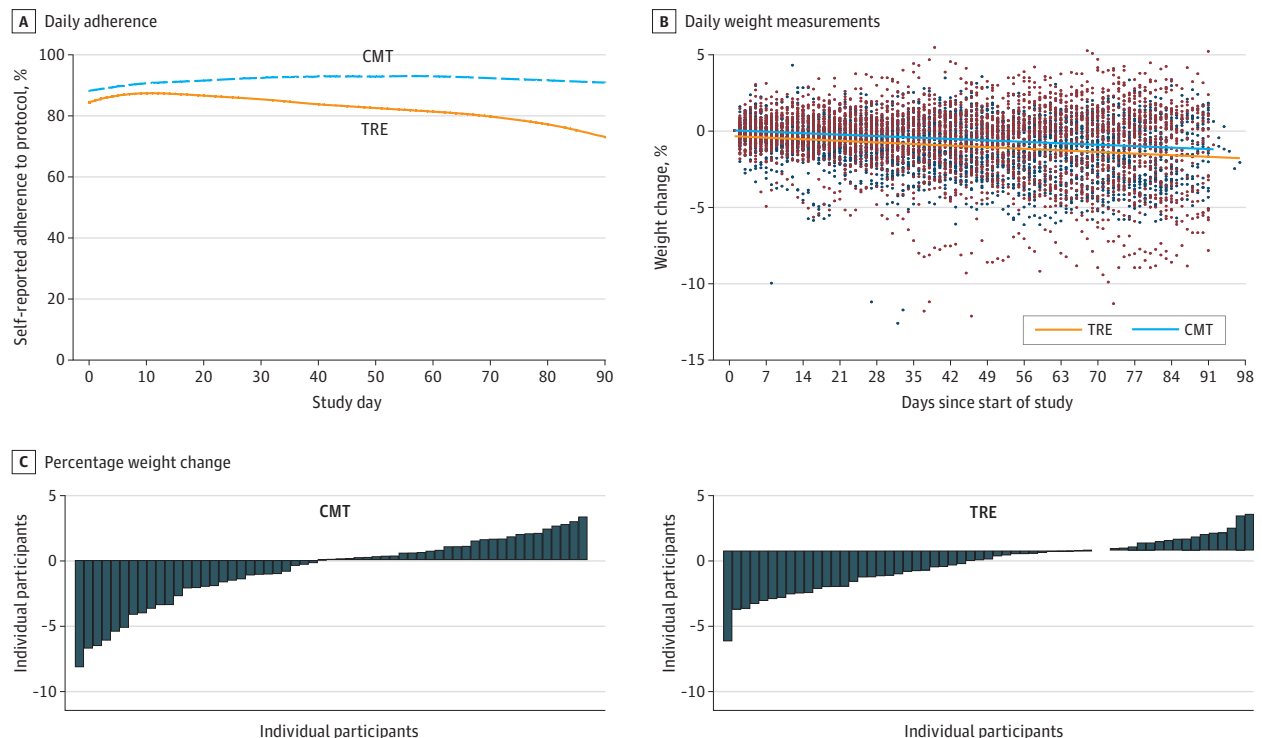 A Daily adherence
Self-reported adherence to protocol, %
100
80
60
40
20
0
CMT
TRE
0 10 20 30 40 50 60 70 80 90
Study day
B Daily weight measurements
Weight change, %
5
0
-5
-10
-15
TRE CMT
0 7 14 21 28 35 42 49 56 63 70 77 84 91 98
Days since start of study
C Percentage weight change
Individual participants
5
0
-5
-10
CMT
Individual participants
Individual participants
5
0
-5
-10
TRE
Individual participants